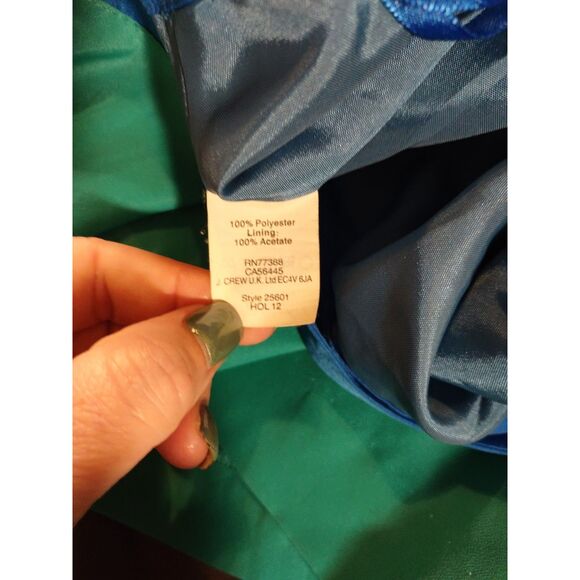 100% Polyester
Lining:
100% Acetate
RN77388
CA56445
J. CREW U.K. Ltd EC4V 6JA
Style 25601
HOL 12